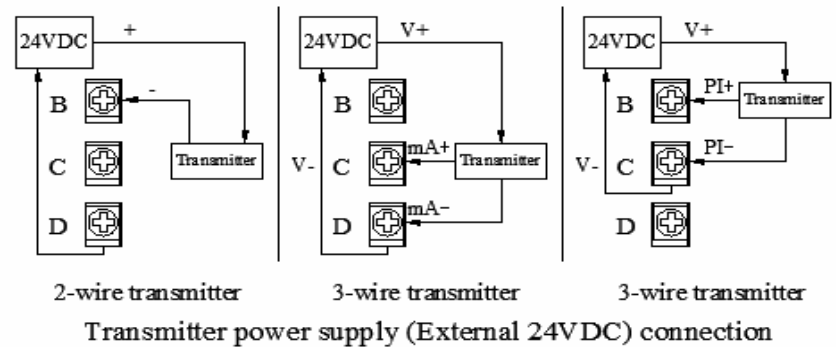 24VDC + B - Transmitter C D
2-wire transmitter
24VDC V+ B mA+ Transmitter V- C mA- D
3-wire transmitter
24VDC V+ PI+ B Transmitter PI- V- C D
3-wire transmitter
Transmitter power supply (External 24VDC) connection